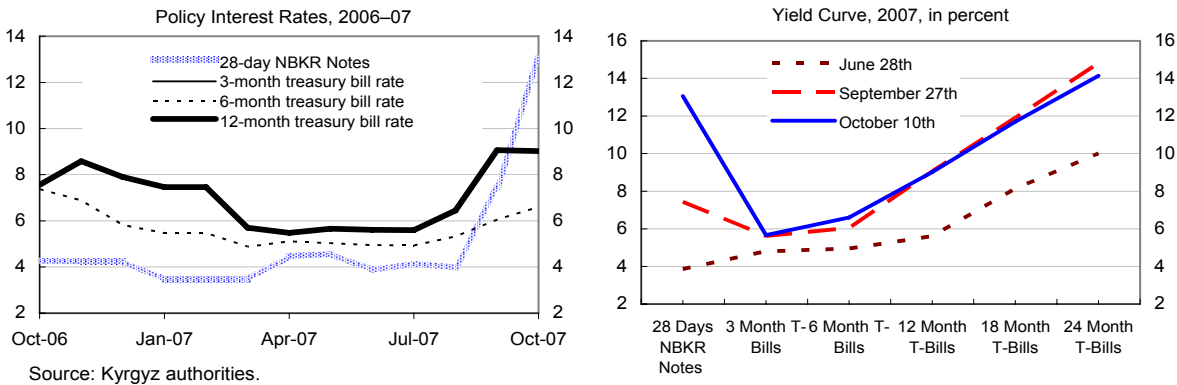 Policy Interest Rates, 2006–07
14
12
10
8
6
4
2
14
12
10
8
6
4
2
28-day NBKR Notes
3-month treasury bill rate
6-month treasury bill rate
12-month treasury bill rate
Oct-06 Jan-07 Apr-07 Jul-07 Oct-07
Source: Kyrgyz authorities.
Yield Curve, 2007, in percent
16
14
12
10
8
6
4
2
16
14
12
10
8
6
4
2
June 28th
September 27th
October 10th
28 Days 3 Month T- 6 Month T- 12 Month 18 Month 24 Month
NBKR Bills Bills T-Bills T-Bills T-Bills
Notes